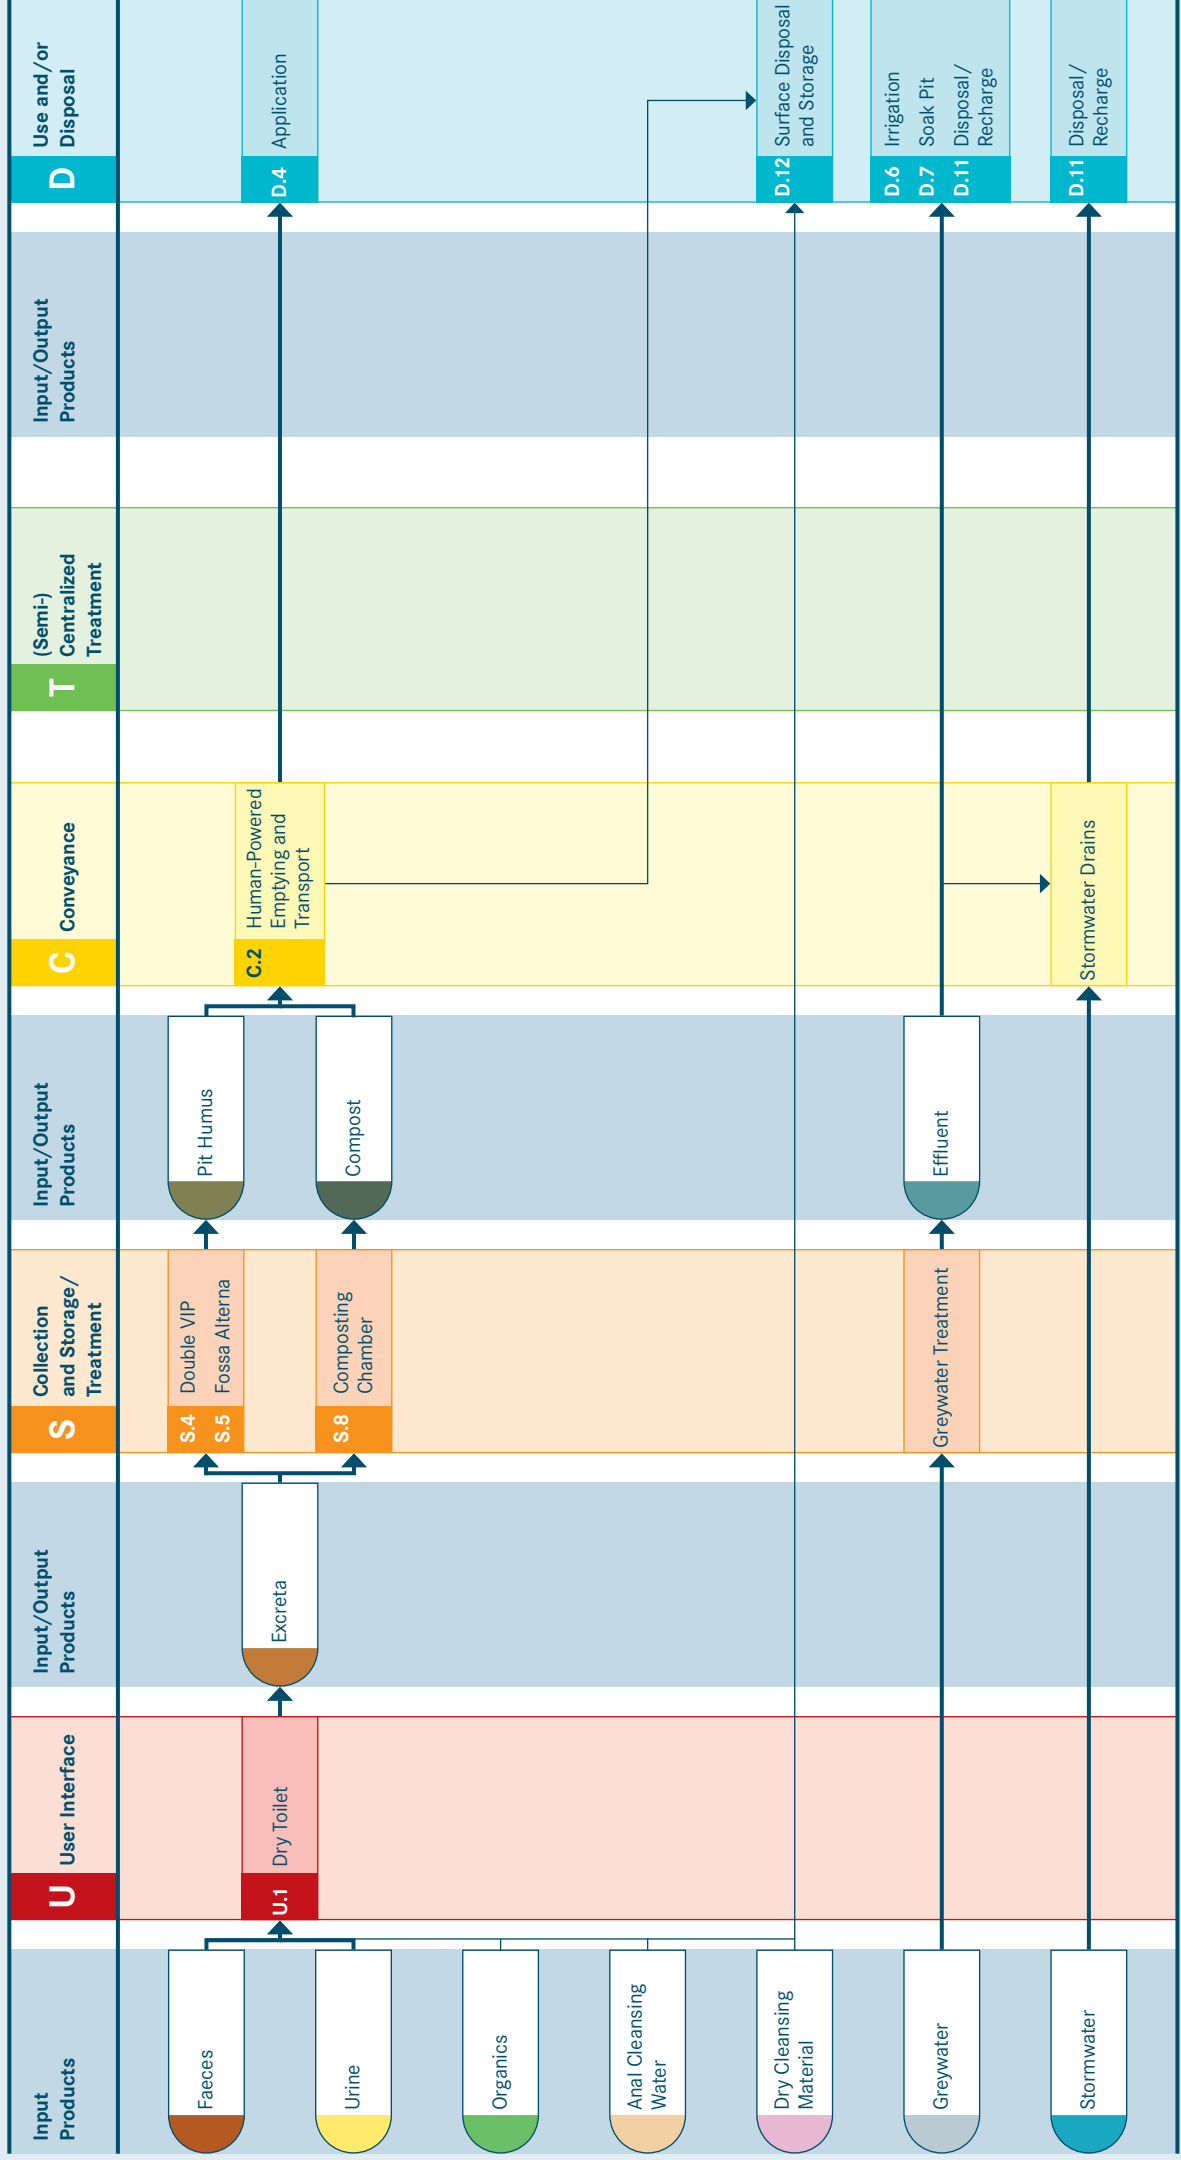 Input
Products
U
User Interface
Input/Output
Products
S
Collection
and Storage/
Treatment
Input/Output
Products
C
Conveyance
T
(Semi-)
Centralized
Treatment
Input/Output
Products
D
Use and/or
Disposal
Faeces
Urine
Organics
Anal Cleansing
Water
Dry Cleansing
Material
Greywater
Stormwater
U.1 Dry Toilet
Excreta
S.4 Double VIP
S.5 Fossa Alterna
S.8 Composting
Chamber
Greywater Treatment
Pit Humus
Compost
Effluent
C.2 Human-Powered
Emptying and
Transport
Stormwater Drains
D.4 Application
D.12 Surface Disposal
and Storage
D.6 Irrigation
D.7 Soak Pit
D.11 Disposal/
Recharge
D.11 Disposal/
Recharge